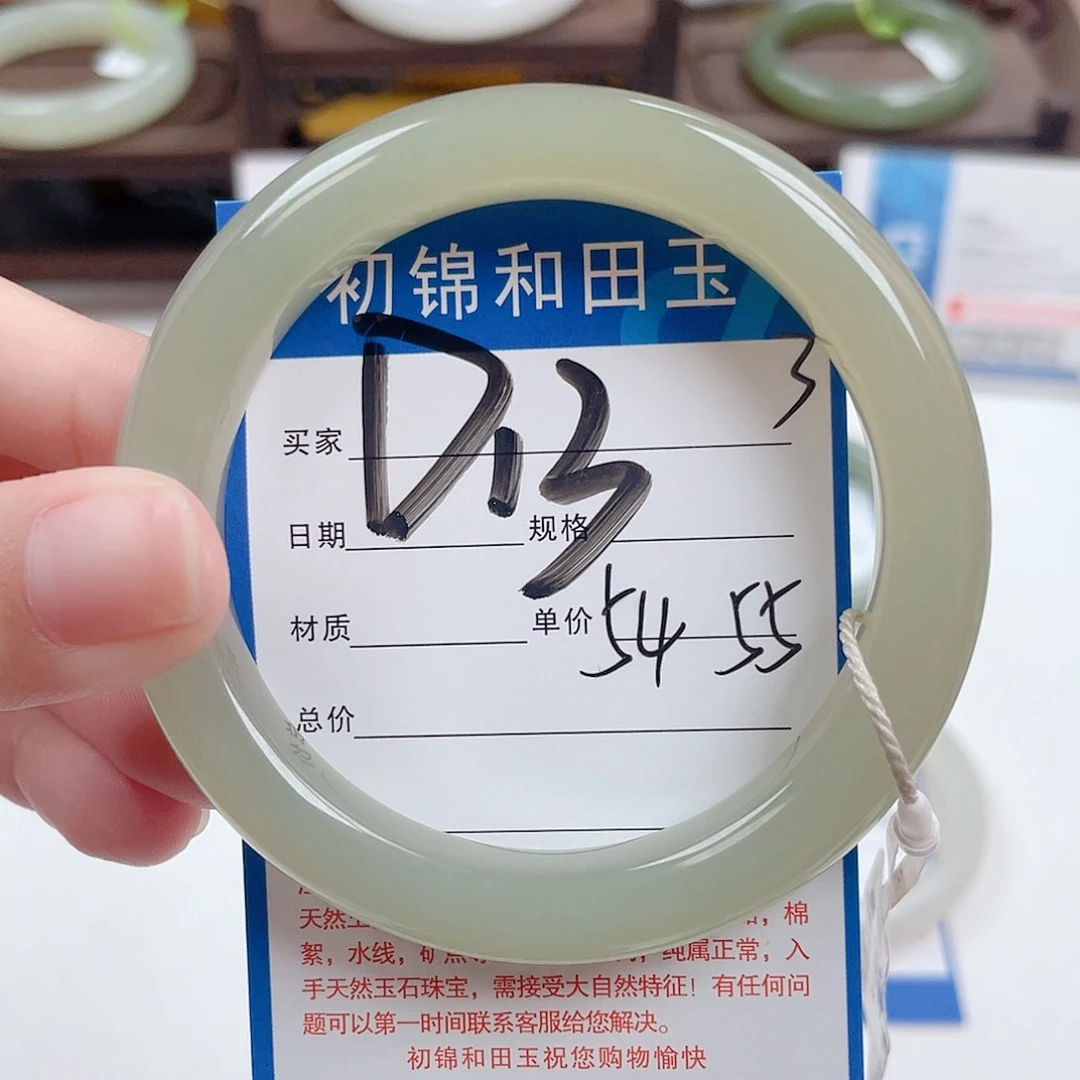 初锦和田玉
D13
3
买家
日期 规格
材质 单价 54 55
总价
天然 棉
絮，水线，矿 纯属正常，入
手天然玉石珠宝，需接受大自然特征！有任何问
题可以第一时间联系客服给您解决。
初锦和田玉祝您购物愉快